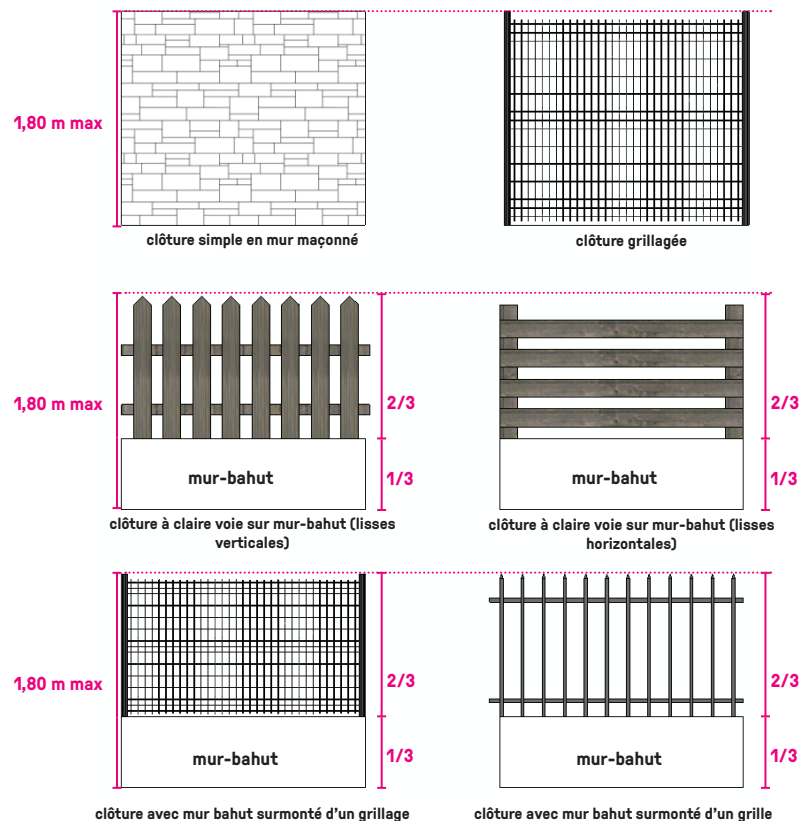 1,80 m max
clôture simple en mur maçonné
clôture grillagée
1,80 m max
2/3
2/3
mur-bahut
1/3
mur-bahut
1/3
clôture à claire voie sur mur-bahut (lisses
verticales)
clôture à claire voie sur mur-bahut (lisses
horizontales)
1,80 m max
2/3
2/3
mur-bahut
1/3
mur-bahut
1/3
clôture avec mur bahut surmonté d'un grillage
clôture avec mur bahut surmonté d'un grille